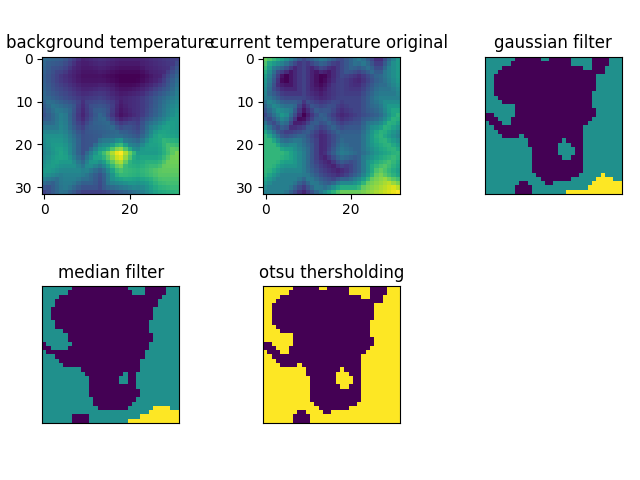 background temperature
current temperature original
gaussian filter
0
10
20
30
0
20
0
10
20
30
0
20
median filter
otsu thersholding